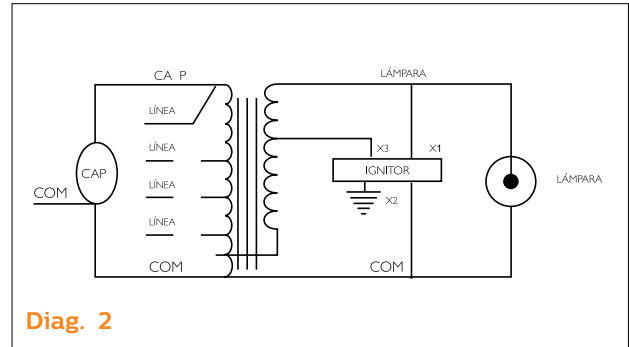 CA P
LÁMPARA
LÍNEA
LÍNEA
X3
X1
CAP
IGNITOR
LÍNEA
LÁMPARA
COM
X2
LÍNEA
COM
COM
Diag. 2